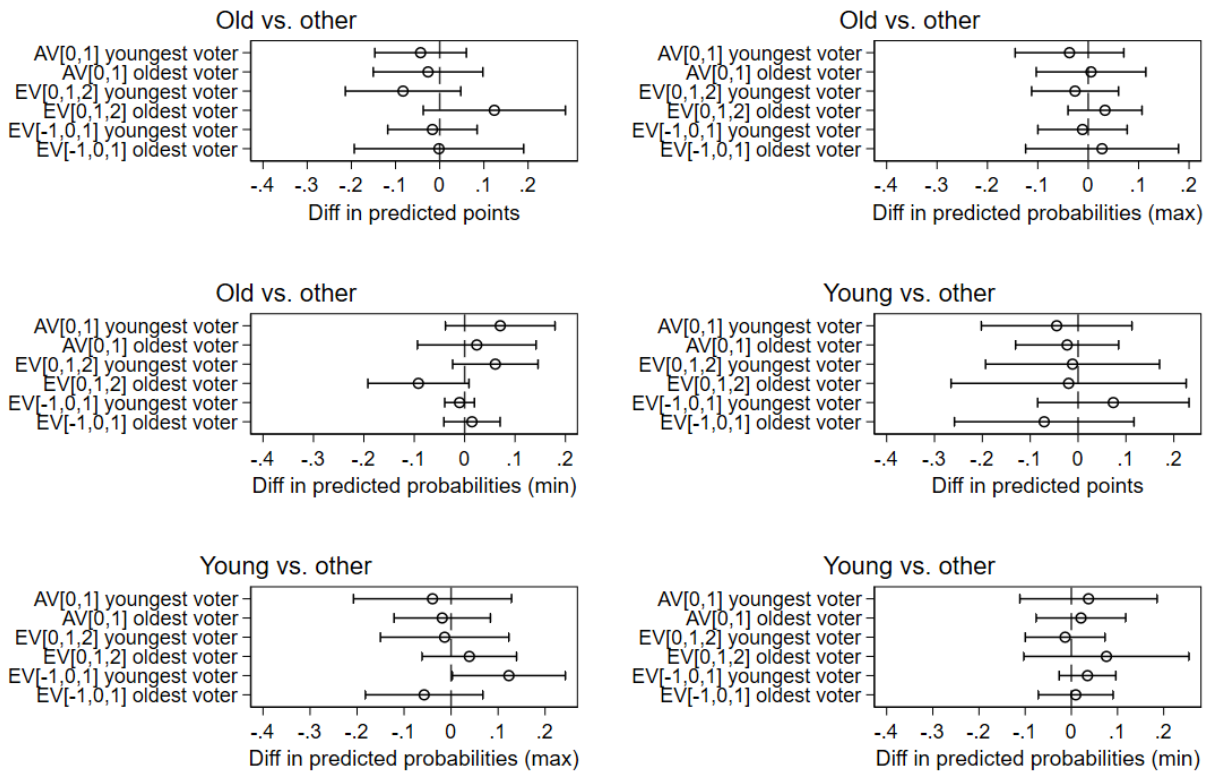 Old vs. other
AV[0,1] youngest voter
AV[0,1] oldest voter
EV[0,1,2] youngest voter
EV[0,1,2] oldest voter
EV[-1,0,1] youngest voter
EV[-1,0,1] oldest voter
-.4 -.3 -.2 -.1 0 .1 .2
Diff in predicted points
Old vs. other
AV[0,1] youngest voter
AV[0,1] oldest voter
EV[0,1,2] youngest voter
EV[0,1,2] oldest voter
EV[-1,0,1] youngest voter
EV[-1,0,1] oldest voter
-.4 -.3 -.2 -.1 0 .1 .2
Diff in predicted probabilities (max)
Old vs. other
AV[0,1] youngest voter
AV[0,1] oldest voter
EV[0,1,2] youngest voter
EV[0,1,2] oldest voter
EV[-1,0,1] youngest voter
EV[-1,0,1] oldest voter
-.4 -.3 -.2 -.1 0 .1 .2
Diff in predicted probabilities (min)
Young vs. other
AV[0,1] youngest voter
AV[0,1] oldest voter
EV[0,1,2] youngest voter
EV[0,1,2] oldest voter
EV[-1,0,1] youngest voter
EV[-1,0,1] oldest voter
-.4 -.3 -.2 -.1 0 .1 .2
Diff in predicted points
Young vs. other
AV[0,1] youngest voter
AV[0,1] oldest voter
EV[0,1,2] youngest voter
EV[0,1,2] oldest voter
EV[-1,0,1] youngest voter
EV[-1,0,1] oldest voter
-.4 -.3 -.2 -.1 0 .1 .2
Diff in predicted probabilities (max)
Young vs. other
AV[0,1] youngest voter
AV[0,1] oldest voter
EV[0,1,2] youngest voter
EV[0,1,2] oldest voter
EV[-1,0,1] youngest voter
EV[-1,0,1] oldest voter
-.4 -.3 -.2 -.1 0 .1 .2
Diff in predicted probabilities (min)